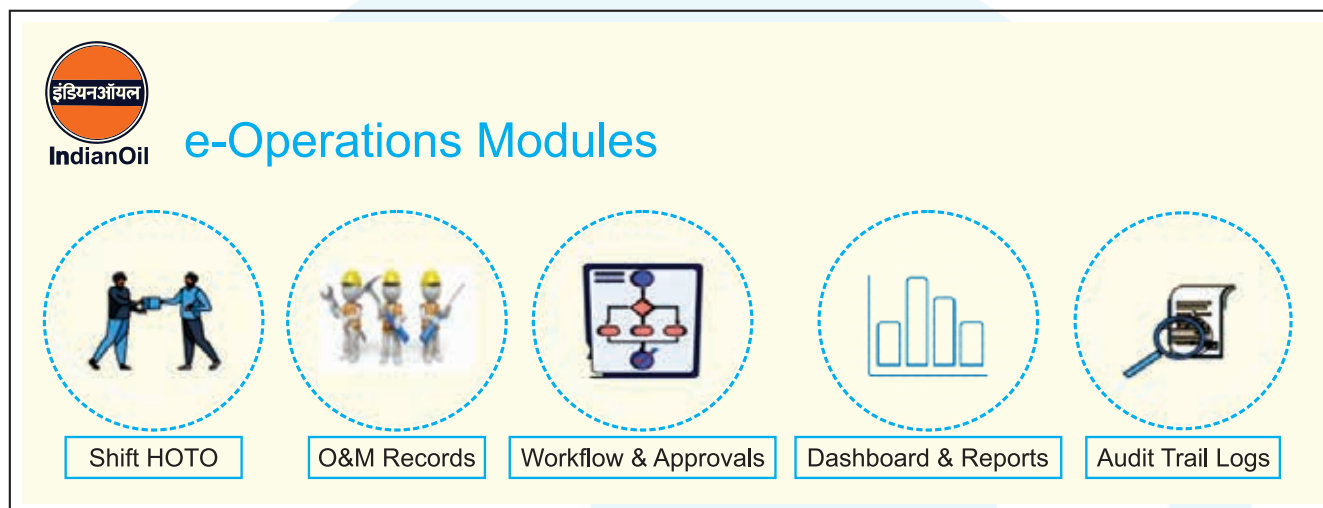 इंडियनऑयल
IndianOil
e-Operations Modules
Shift HOTO
O&M Records
Workflow & Approvals
Dashboard & Reports
Audit Trail Logs